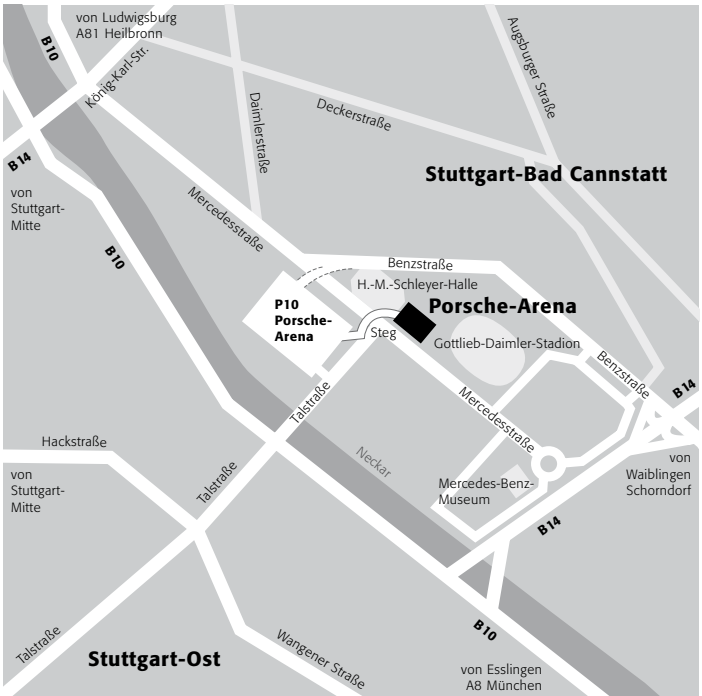 von Ludwigsburg
A81 Heilbronn
B10
König-Karl-Str.
Augsburger Straße
Daimlerstraße
Deckerstraße
B 14
von
Stuttgart-
Mitte
Stuttgart-Bad Cannstatt
Mercedesstraße
B10
Benzstraße
H.-M.-Schleyer-Halle
P10
Porsche-
Arena
Porsche-Arena
Steg
Gottlieb-Daimler-Stadion
Benzstraße
B 14
Talstraße
Mercedesstraße
Hackstraße
Neckar
von
Waiblingen
Schorndorf
von
Stuttgart-
Mitte
Talstraße
Mercedes-Benz-
Museum
B14
Talstraße
Stuttgart-Ost
Wangener Straße
B10
von Esslingen
A8 München